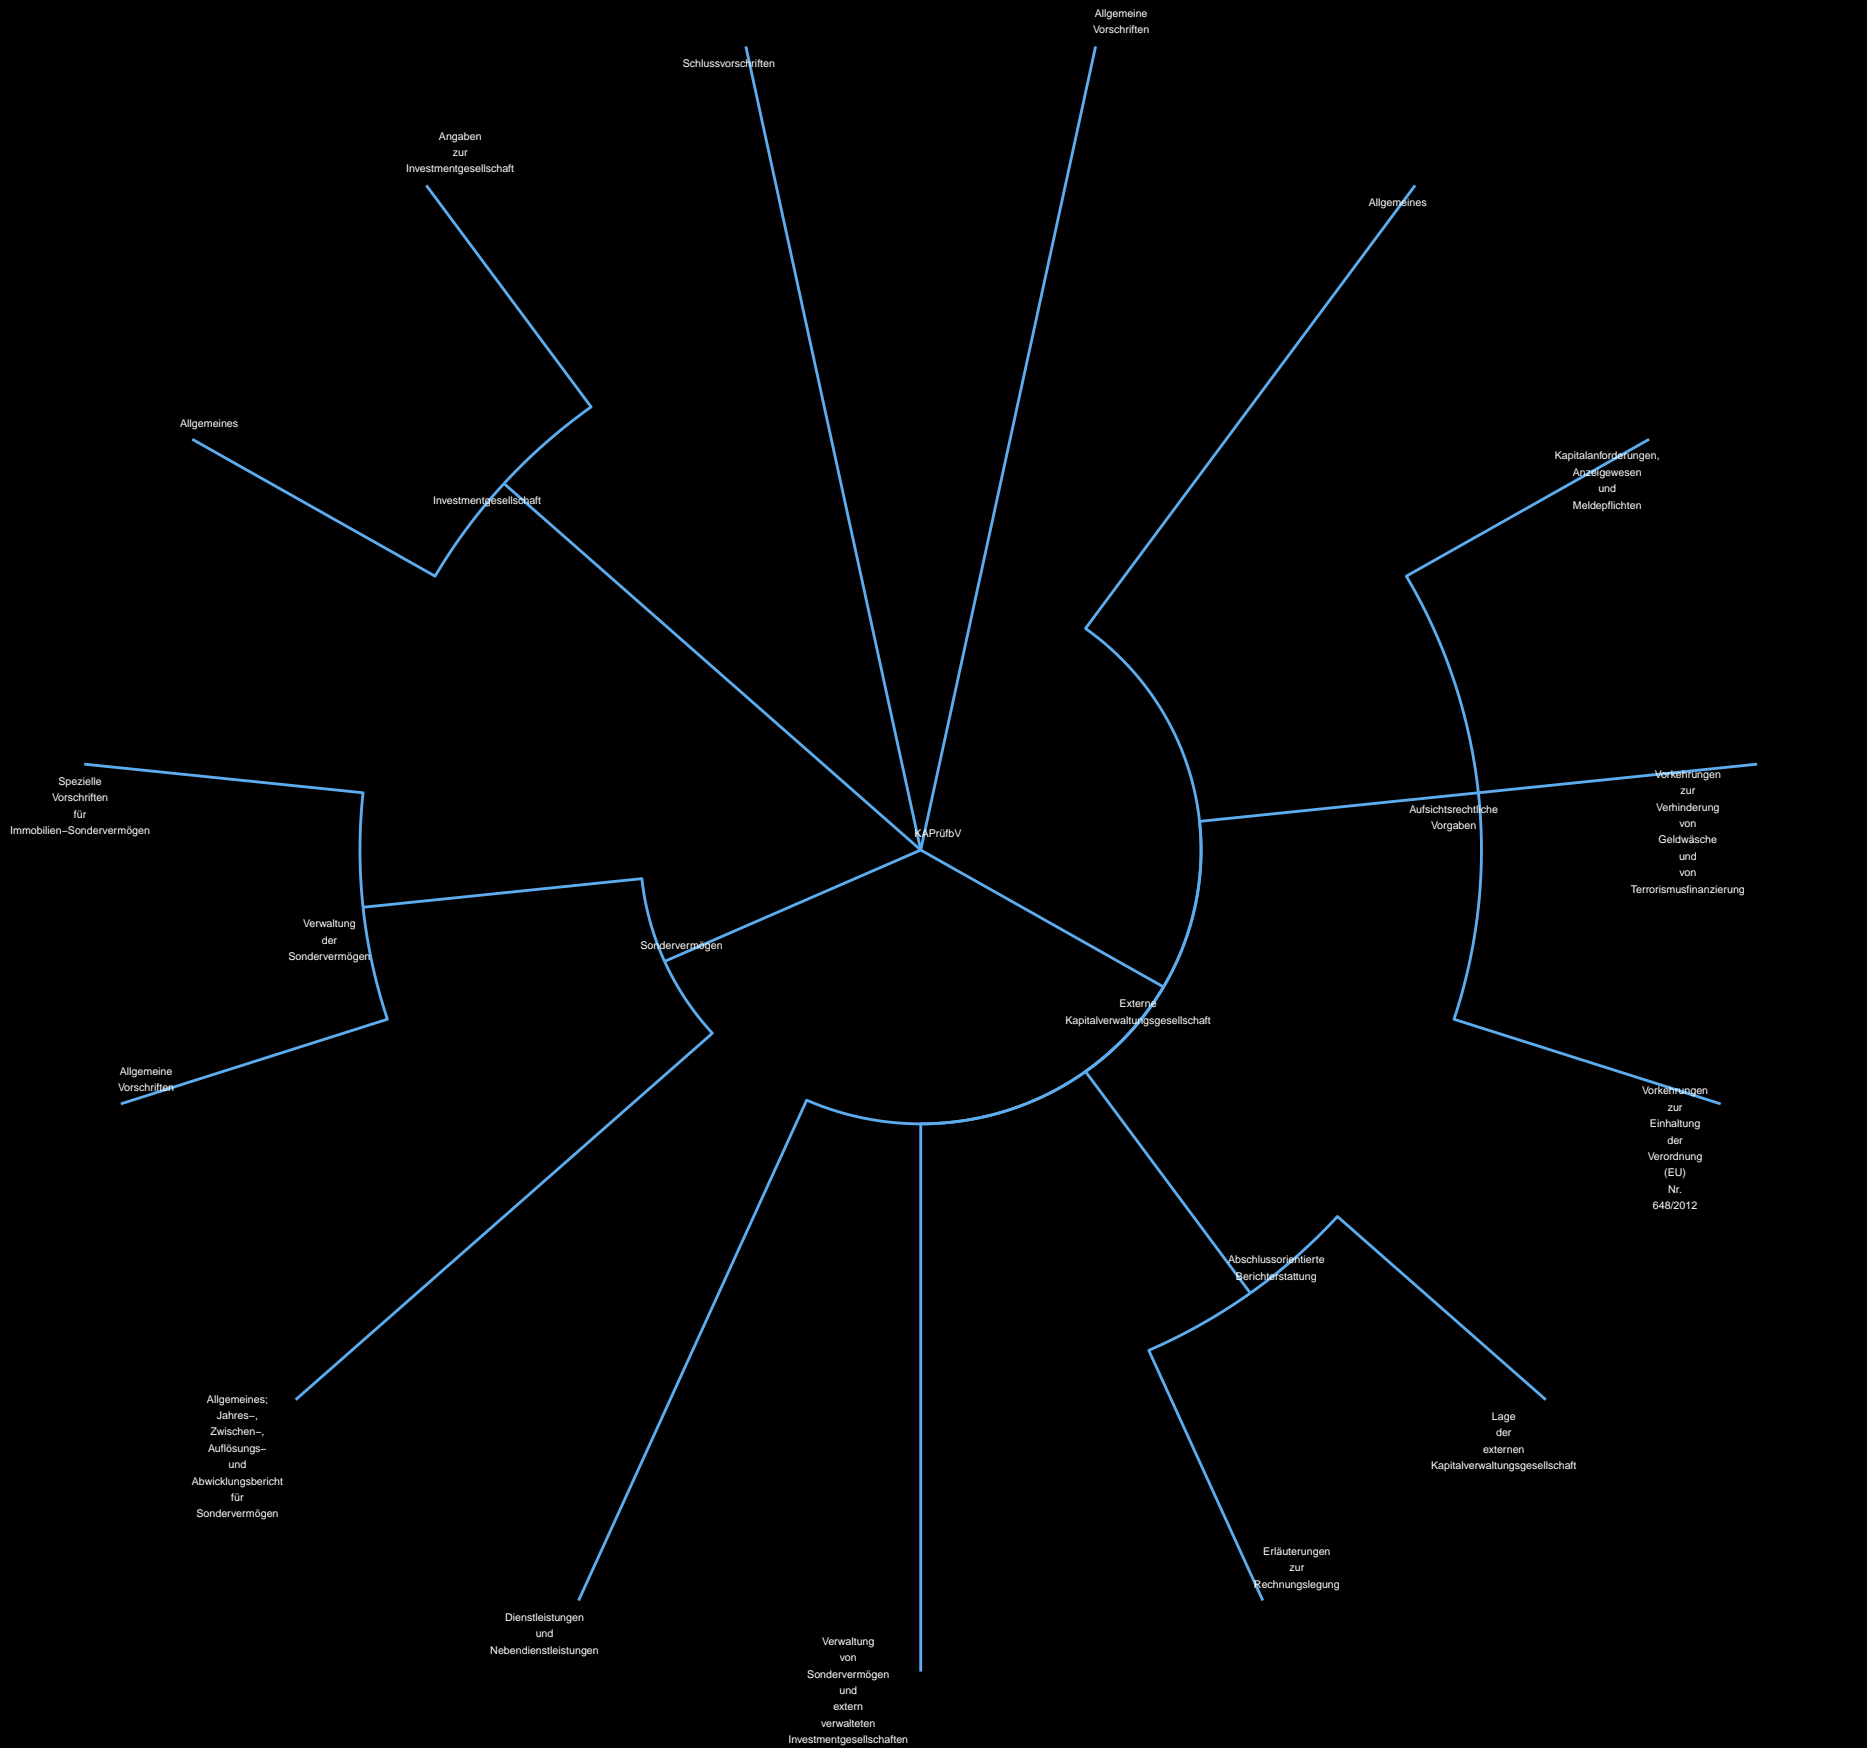 Allgemeine
Vorschriften
Schlussvorschriften
Angaben
zur
Investmentgesellschaft
Allgemeines
Allgemeines
Investmentgesellschaft
Kapitalanforderungen,
Anzeigewesen
und
Meldepflichten
Spezielle
Vorschriften
für
Immobilien–Sondervermögen
KAPrüfbV
Aufsichtsrechtliche
Vorgaben
Vorkehrungen
zur
Verhinderung
von
Geldwäsche
und
von
Terrorismusfinanzierung
Verwaltung
der
Sondervermögen
Sondervermögen
Externe
Kapitalverwaltungsgesellschaft
Allgemeine
Vorschriften
Vorkehrungen
zur
Einhaltung
der
Verordnung
(EU)
Nr.
648/2012
Abschlussorientierte
Berichterstattung
Allgemeines;
Jahres–,
Zwischen–,
Auflösungs–
und
Abwicklungsbericht
für
Sondervermögen
Lage
der
externen
Kapitalverwaltungsgesellschaft
Erläuterungen
zur
Rechnungslegung
Dienstleistungen
und
Nebendienstleistungen
Verwaltung
von
Sondervermögen
und
extern
verwalteten
Investmentgesellschaften